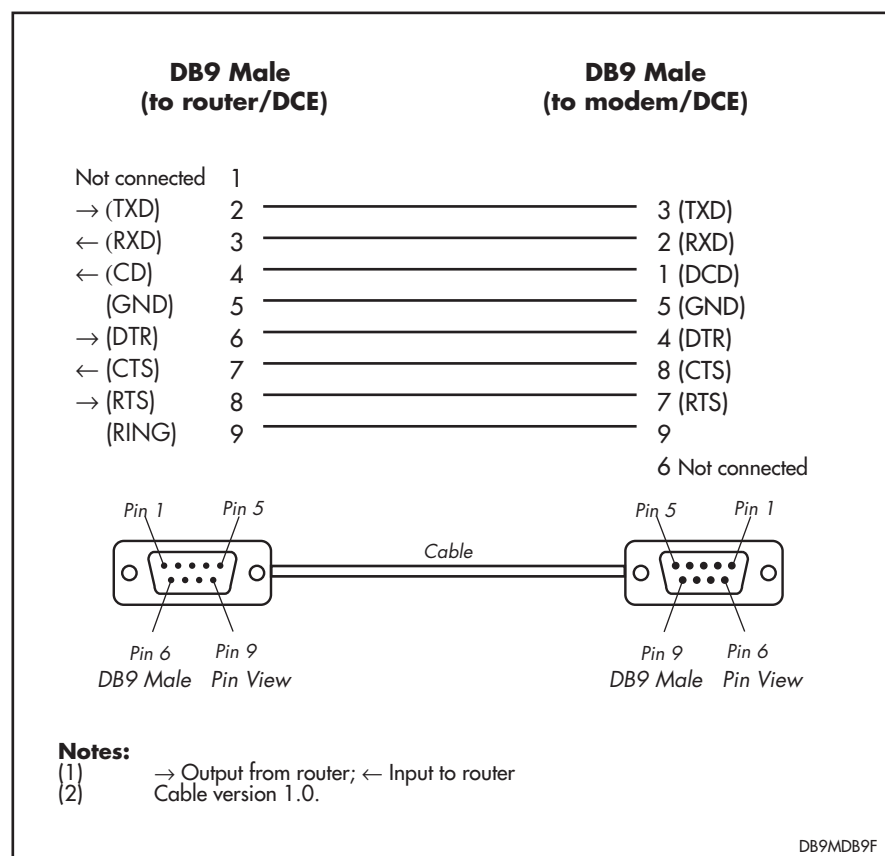 DB9 Male DB9 Male
(to router/DCE) (to modem/DCE)
Not connected 1
→ (TXD) 2 3 (TXD)
← (RXD) 3 2 (RXD)
← (CD) 4 1 (DCD)
(GND) 5 5 (GND)
→ (DTR) 6 4 (DTR)
← (CTS) 7 8 (CTS)
→ (RTS) 8 7 (RTS)
(RING) 9 9
6 Not connected
Pin 1 Pin 5 Pin 5 Pin 1
Cable
Pin 6 Pin 9 Pin 9 Pin 6
DB9 Male Pin View DB9 Male Pin View
Notes:
(1) → Output from router; ← Input to router
(2) Cable version 1.0.
DB9MDB9F